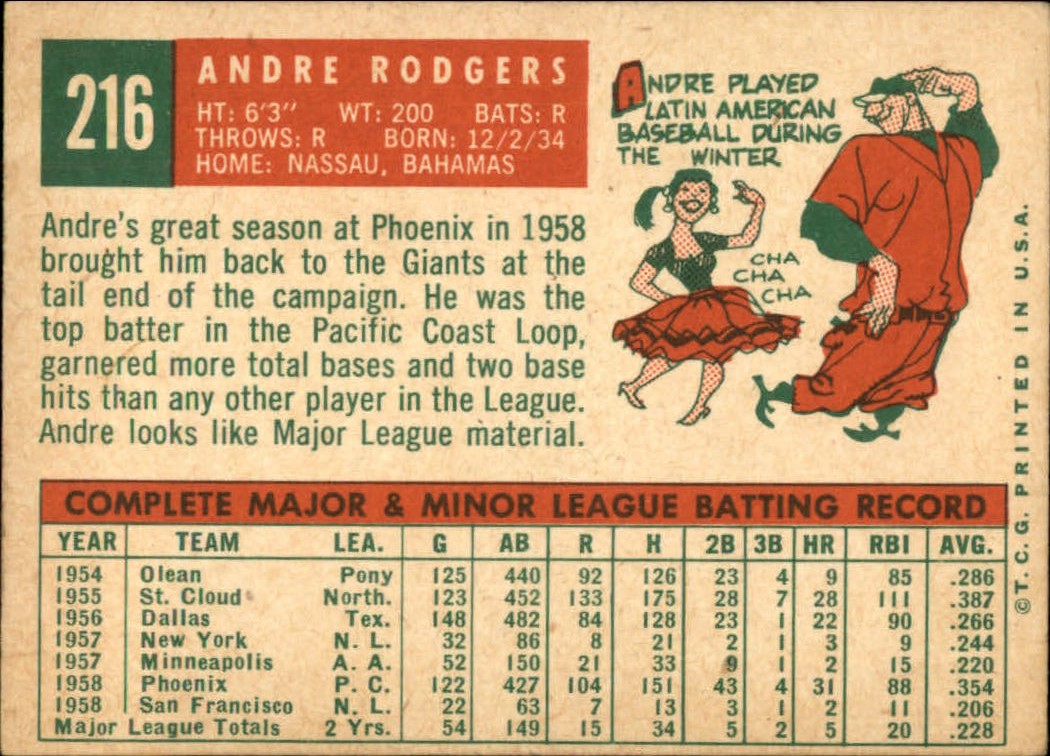 216
ANDRE RODGERS
HT: 6'3" WT: 200 BATS: R
THROWS: R BORN: 12/2/34
HOME: NASSAU, BAHAMAS
ANDRE PLAYED
LATIN AMERICAN
BASEBALL DURING
THE WINTER
CHA
CHA
CHA
Andre's great season at Phoenix in 1958
brought him back to the Giants at the
tail end of the campaign. He was the
top batter in the Pacific Coast Loop,
garnered more total bases and two base
hits than any other player in the League.
Andre looks like Major League material.
COMPLETE MAJOR & MINOR LEAGUE BATTING RECORD
YEAR TEAM LEA. G AB R H 2B 3B HR RBI AVG.
1954 Olean Pony 125 440 92 126 23 4 9 85 .286
1955 St. Cloud North. 123 452 133 175 28 7 28 111 .387
1956 Dallas Tex. 148 482 84 128 23 1 22 90 .266
1957 New York N. L. 32 86 8 21 2 1 3 9 .244
1957 Minneapolis A. A. 52 150 21 33 9 1 2 15 .220
1958 Phoenix P. C. 122 427 104 151 43 4 31 88 .354
1958 San Francisco N. L. 22 63 7 13 3 1 2 11 .206
Major League Totals 2 Yrs. 54 149 15 34 5 2 5 20 .228
©T. C. G. PRINTED IN U. S. A.